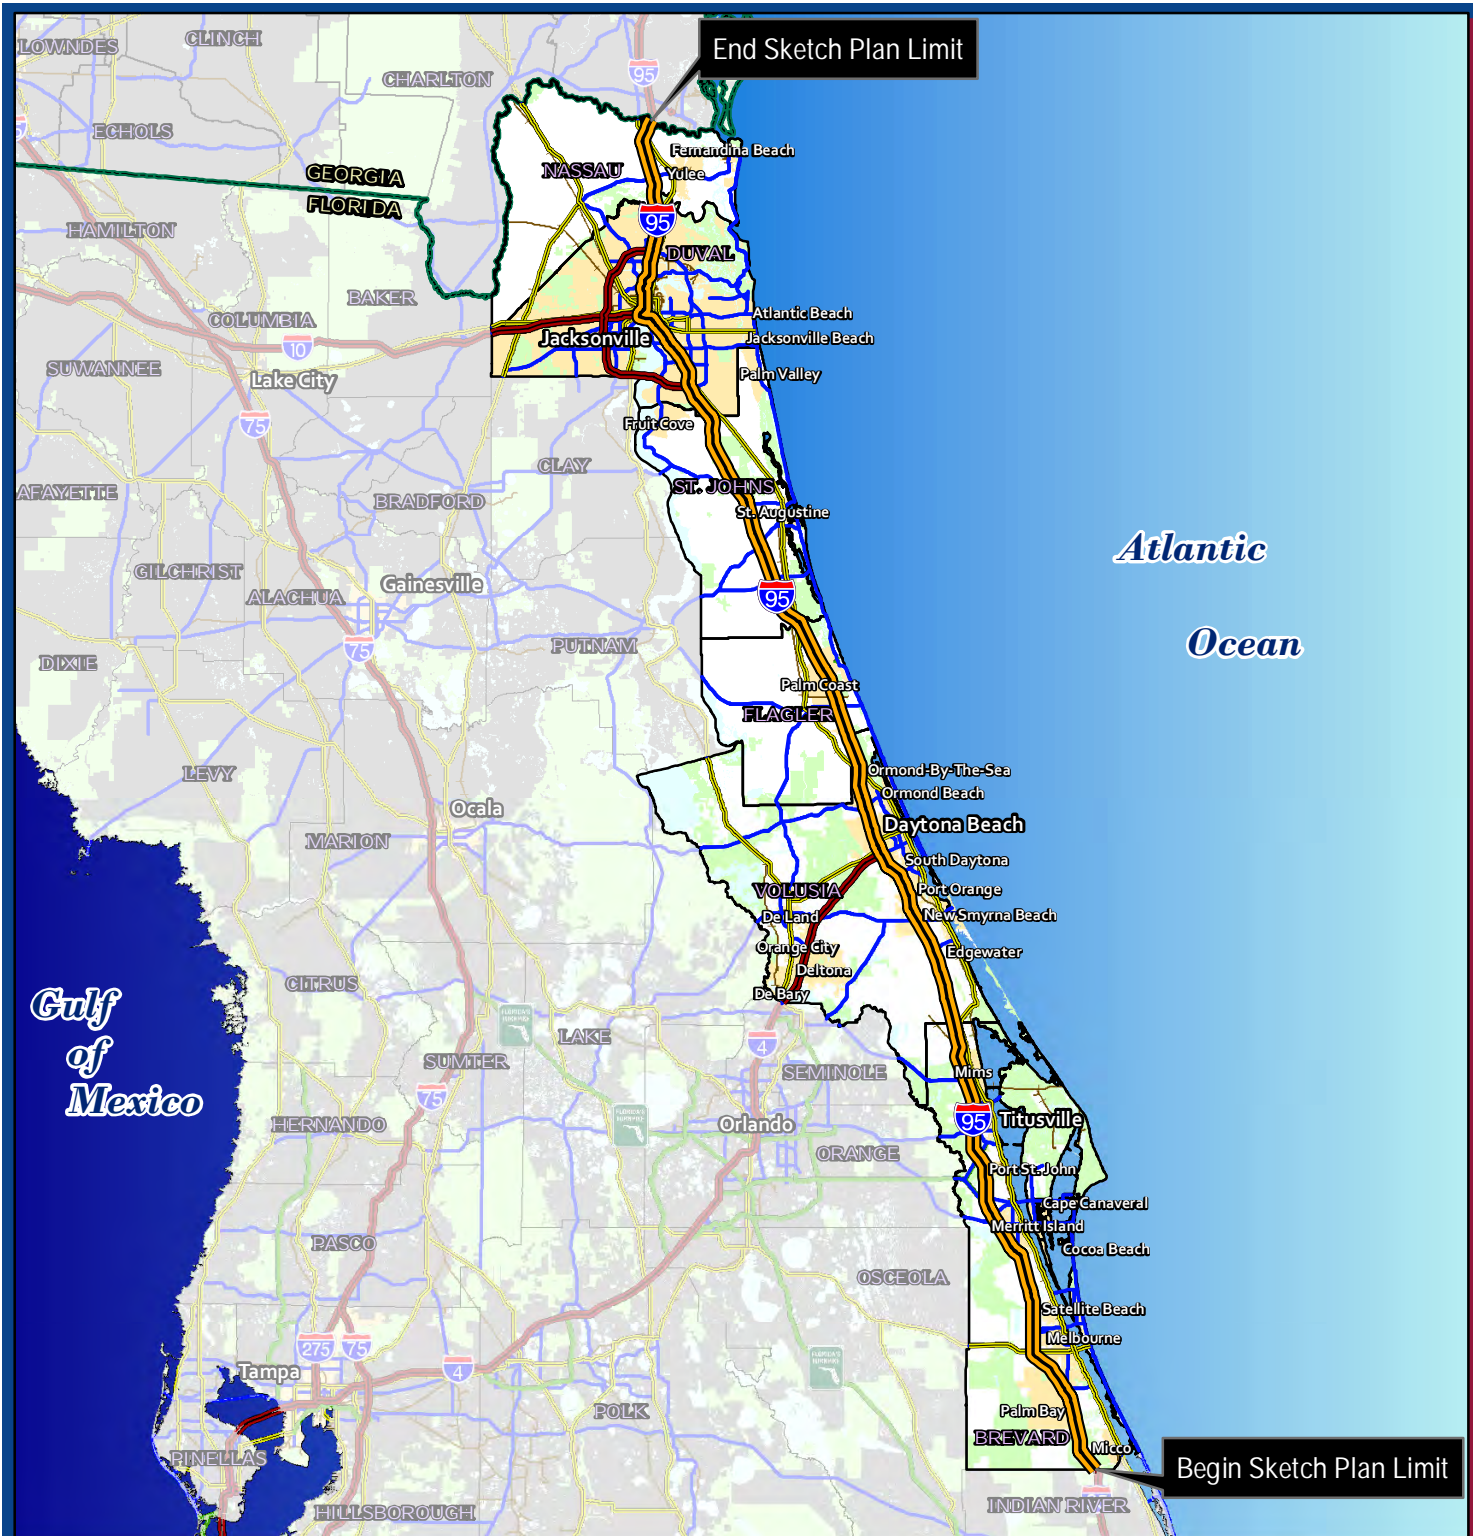 End Sketch Plan Limit
LOWNDES
CLINCH
CHARLTON
95
ECHOLS
Fernandina Beach
NASSAU
Yulee
GEORGIA
FLORIDA
95
HAMILTON
DUVAL
BAKER
COLUMBIA
Atlantic Beach
10
Jacksonville
Jacksonville Beach
SUWANNEE
Lake City
Palm Valley
75
Fruit Cove
CLAY
AFAYETTE
ST. JOHNS
BRADFORD
St. Augustine
Atlantic
GILCHRIST
Gainesville
ALACHUA
95
75
PUTNAM
Ocean
DIXIE
Palm Coast
FLAGLER
LEVY
Ormond-By-The-Sea
Ormond Beach
Ocala
Daytona Beach
MARION
South Daytona
VOLUSIA
Port Orange
De Land
New Smyrna Beach
Orange City
Edgewater
Deltona
CITRUS
De Bary
Gulf
of
Mexico
LAKE
4
SUMTER
SEMINOLE
Mims
75
HERNANDO
Orlando
95
Titusville
ORANGE
Port St. John
Cape Canaveral
Merritt Island
PASCO
Cocoa Beach
OSCEOLA
Satellite Beach
275
75
Melbourne
Tampa
4
POLK
Palm Bay
BREVARD
Micco
PINELLAS
Begin Sketch Plan Limit
HILLSBOROUGH
INDIAN RIVER